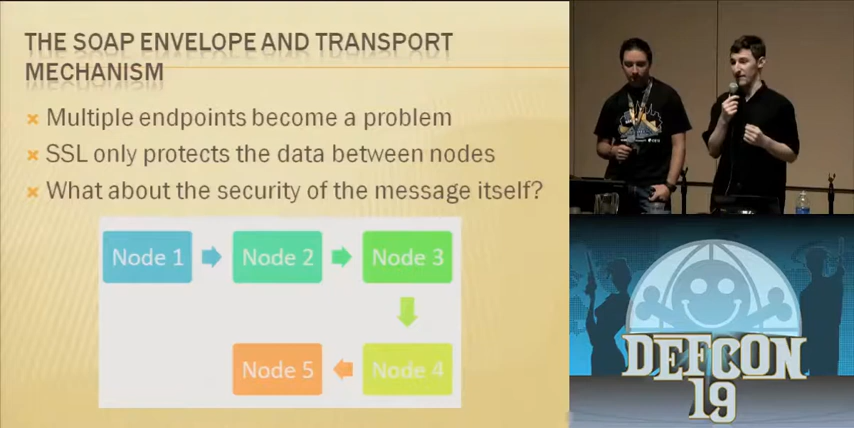 THE SOAP ENVELOPE AND TRANSPORT
MECHANISM
Multiple endpoints become a problem
SSL only protects the data between nodes
What about the security of the message itself?
Node 1
Node 2
Node 3
Node 5
Node 4
DEFCON
19